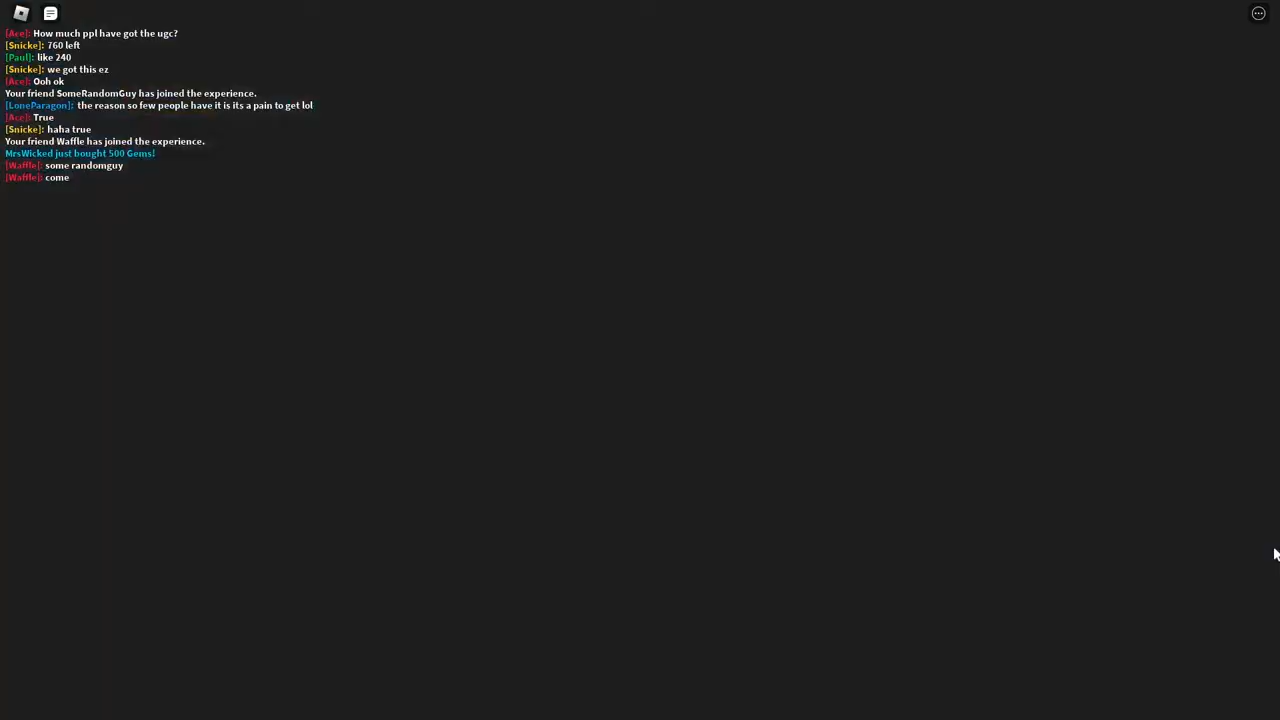 [Ace]: How much ppl have got the ugc?
[Snicke]: 760 left
[Paul]: like 240
[Snicke]: we got this ez
[Ace]: Ooh ok
Your friend SomeRandomGuy has joined the experience.
[LoneParagon]: the reason so few people have it is its a pain to get lol
[Ace]: True
[Snicke]: haha true
Your friend Waffle has joined the experience.
MrsWicked just bought 500 Gems!
[Waffle]: some randomguy
[Waffle]: come